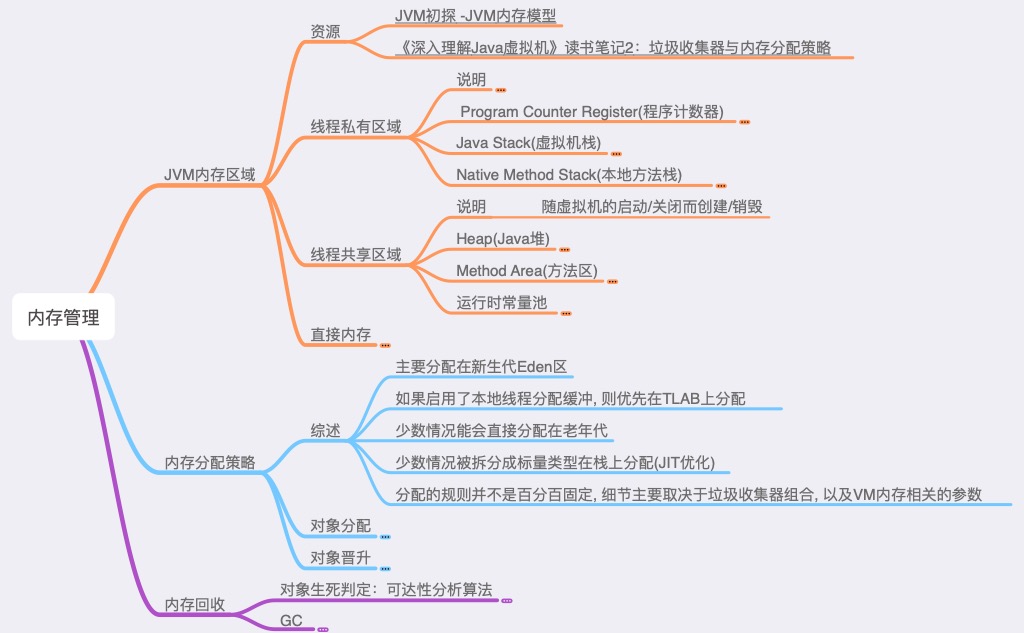 JVM初探 -JVM内存模型
资源
《深入理解Java虚拟机》读书笔记2：垃圾收集器与内存分配策略
说明
Program Counter Register(程序计数器)
线程私有区域
Java Stack(虚拟机栈)
JVM内存区域
Native Method Stack(本地方法栈)
说明 随虚拟机的启动/关闭而创建/销毁
Heap(Java堆)
线程共享区域
Method Area(方法区)
运行时常量池
内存管理
直接内存
主要分配在新生代Eden区
如果启用了本地线程分配缓冲, 则优先在TLAB上分配
综述
少数情况能会直接分配在老年代
内存分配策略
少数情况被拆分成标量类型在栈上分配(JIT优化)
分配的规则并不是百分百固定, 细节主要取决于垃圾收集器组合, 以及VM内存相关的参数
对象分配
对象晋升
对象生死判定：可达性分析算法
内存回收
GC